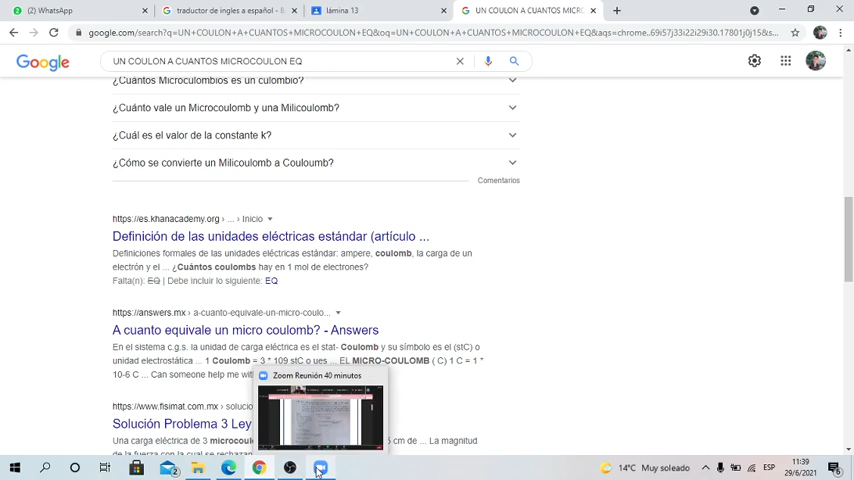 (2) WhatsApp
traductor de ingles a español - B
lámina 13
UN COULON A CUANTOS MICRO
google.com/search?q=UN+COULON+A+CUANTOS+MICROCOULON+EQ&oq=UN+COULON+A+CUANTOS+MICROCOULON+EQ&aqs=chrome..69i57j33i22i29i30.17801j0j15&s...
Google
UN COULON A CUANTOS MICROCOULON EQ
¿Cuántos Microculombios es un culombio?
¿Cuánto vale un Microcoulomb y una Milicoulomb?
¿Cuál es el valor de la constante k?
¿Cómo se convierte un Milicoulomb a Couloumb?
Comentarios
https://es.khanacademy.org › ... › Inicio
Definición de las unidades eléctricas estándar (artículo ...
Definiciones formales de las unidades eléctricas estándar: ampere, coulomb, la carga de un
electrón y el ... ¿Cuántos coulombs hay en 1 mol de electrones?
Falta(n): EQ | Debe incluir lo siguiente: EQ
https://answers.mx › a-cuanto-equivale-un-micro-coulo...
A cuanto equivale un micro coulomb? - Answers
En el sistema c.g.s. la unidad de carga eléctrica es el stat- Coulomb y su símbolo es el (stC) o
unidad electrostática ... 1 Coulomb = 3 * 109 stC o ues ... EL MICRO-COULOMB ( C) 1 C = 1 *
10-6 C ... Can someone help me wit
Zoom Reunión 40 minutos
https://www.fisimat.com.mx › solucio
Solución Problema 3 Ley
Una carga eléctrica de 3 microcou
5 cm de ... La magnitud
de la fuerza con la cual se rechazan
14°C Muy soleado
ESP
11:39
29/6/2021